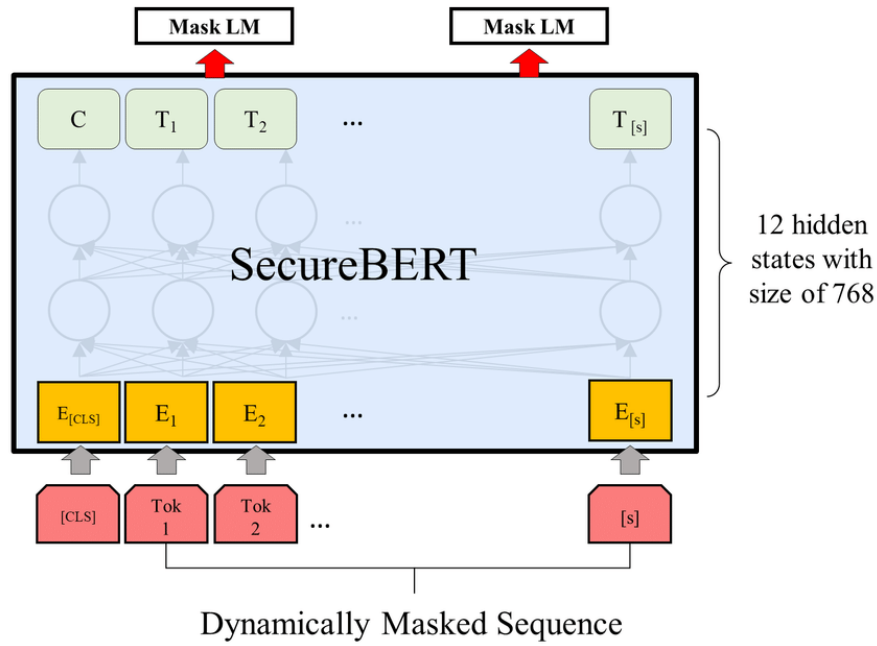 Mask LM Mask LM
C T1 T2 ... T[s]
...
SecureBERT
12 hidden
states with
size of 768
...
E[CLS] E1 E2 ... E[s]
[CLS] Tok 1 Tok 2 ... [s]
Dynamically Masked Sequence